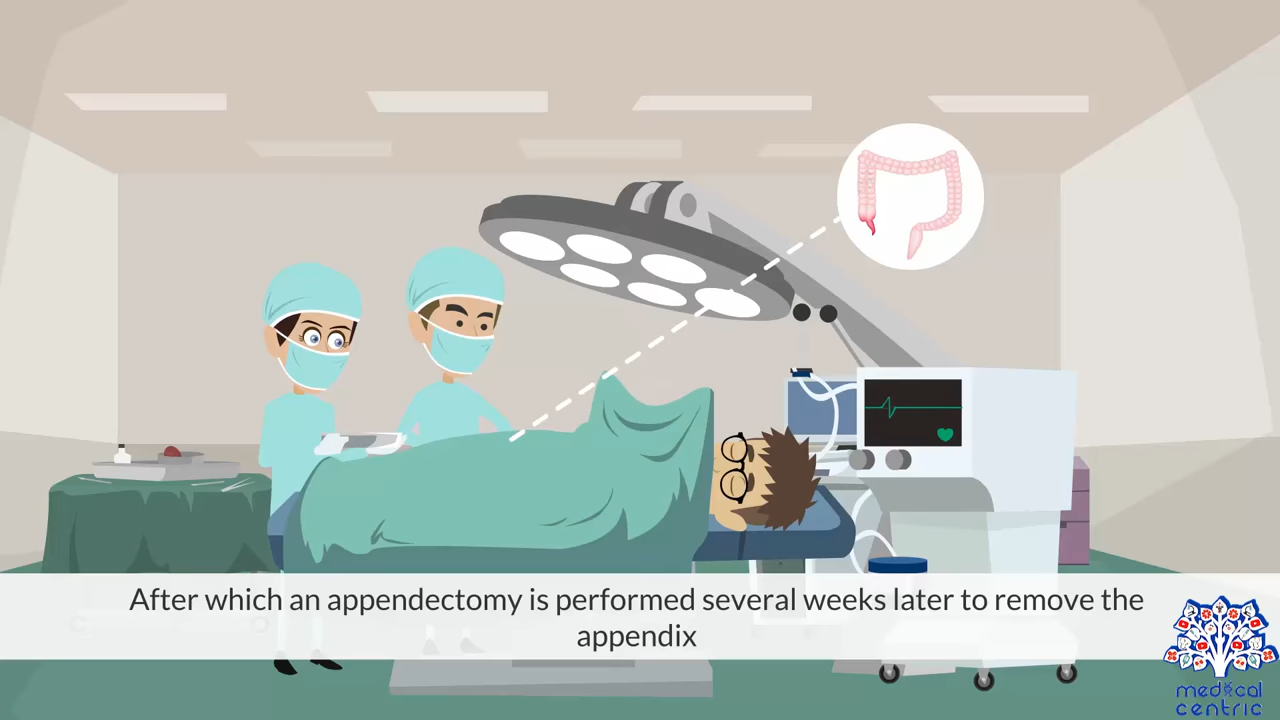 After which an appendectomy is performed several weeks later to remove the
appendix
medical
centric